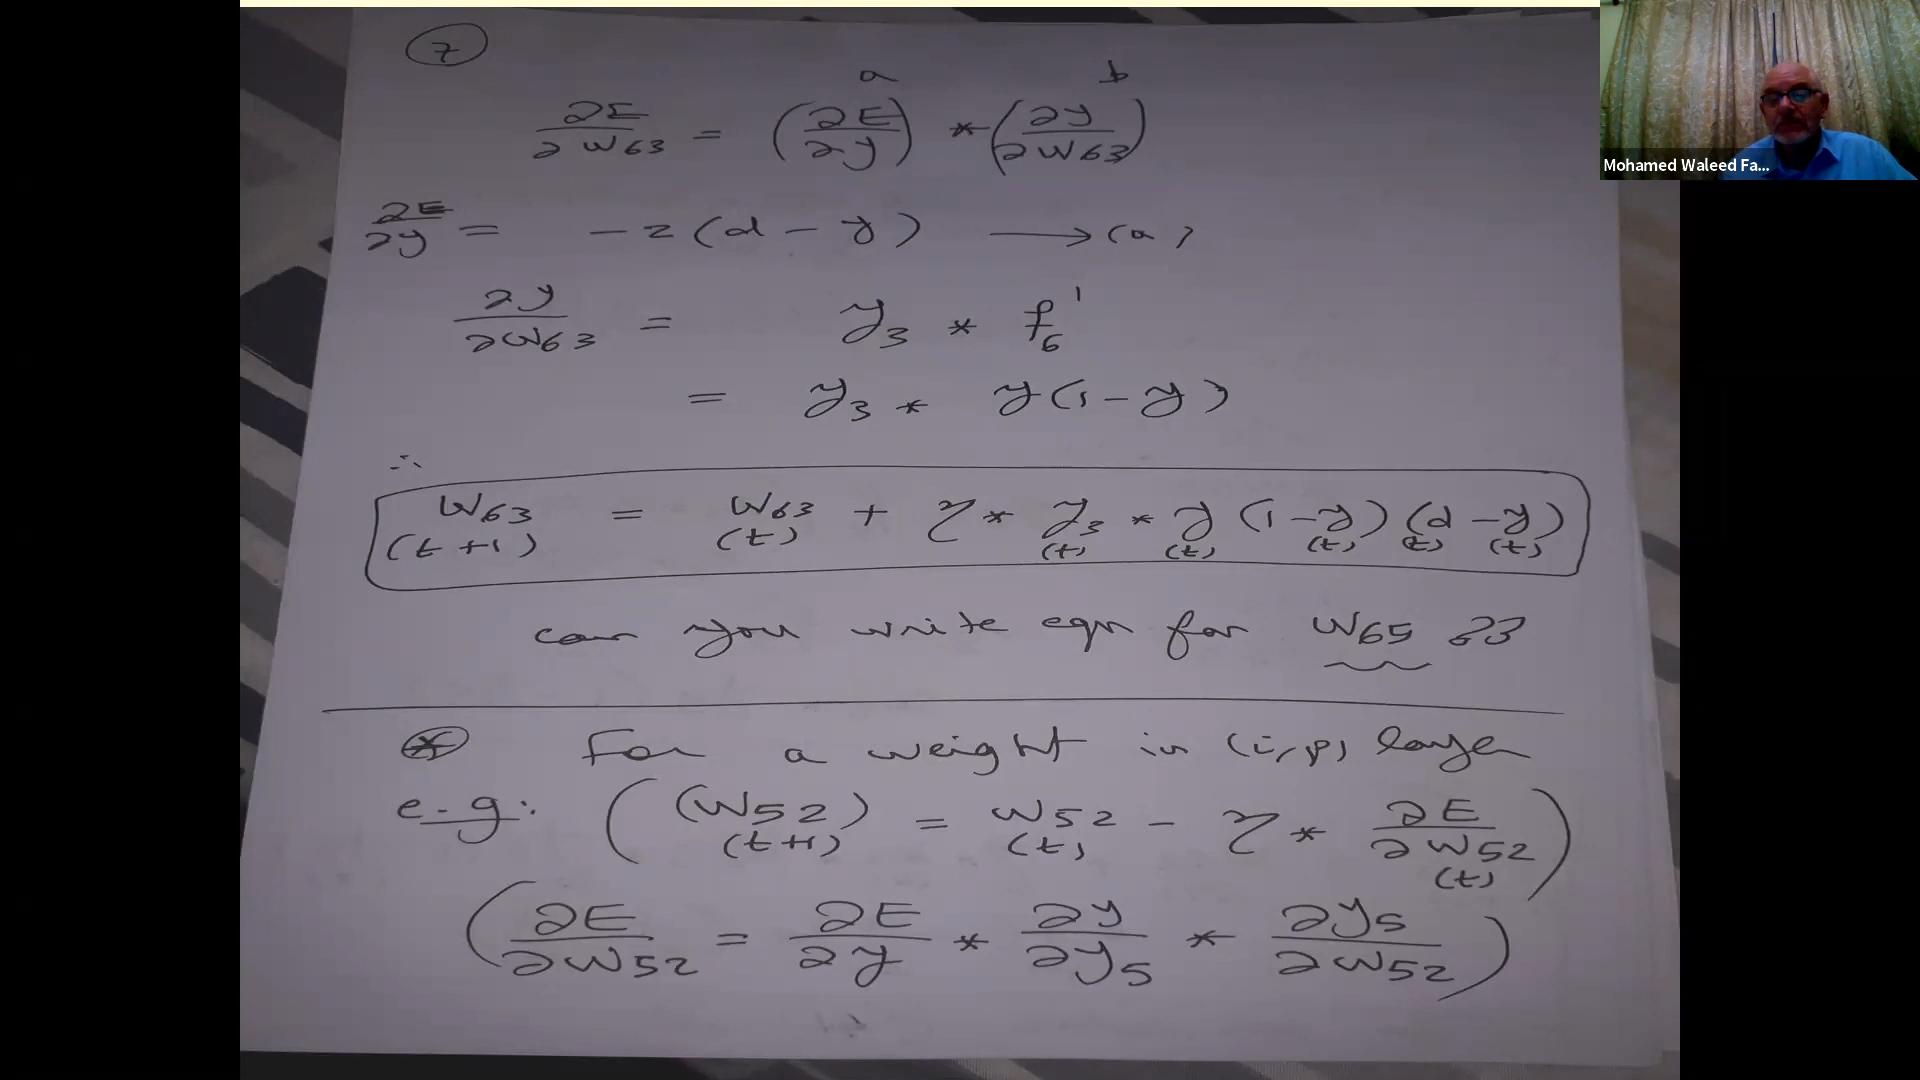 7
a b
∂E/∂W63 = (∂E/∂y) * (∂y/∂W63)
∂E/∂y = -2(d - y) → (a)
∂y/∂W63 = y3 * f6'
= y3 * y(1 - y)
∴
W63 (t+1) = W63 (t) + η * y3 (t) * y (t) (1 - y (t)) (d (t) - y (t))
can you write eqn for W65 ??
* For a weight in (i/p) layer
e.g: ((W52) (t+1) = W52 (t) - η * ∂E/∂W52 (t))
(∂E/∂W52 = ∂E/∂y * ∂y/∂y5 * ∂y5/∂W52)
Mohamed Waleed Fa...